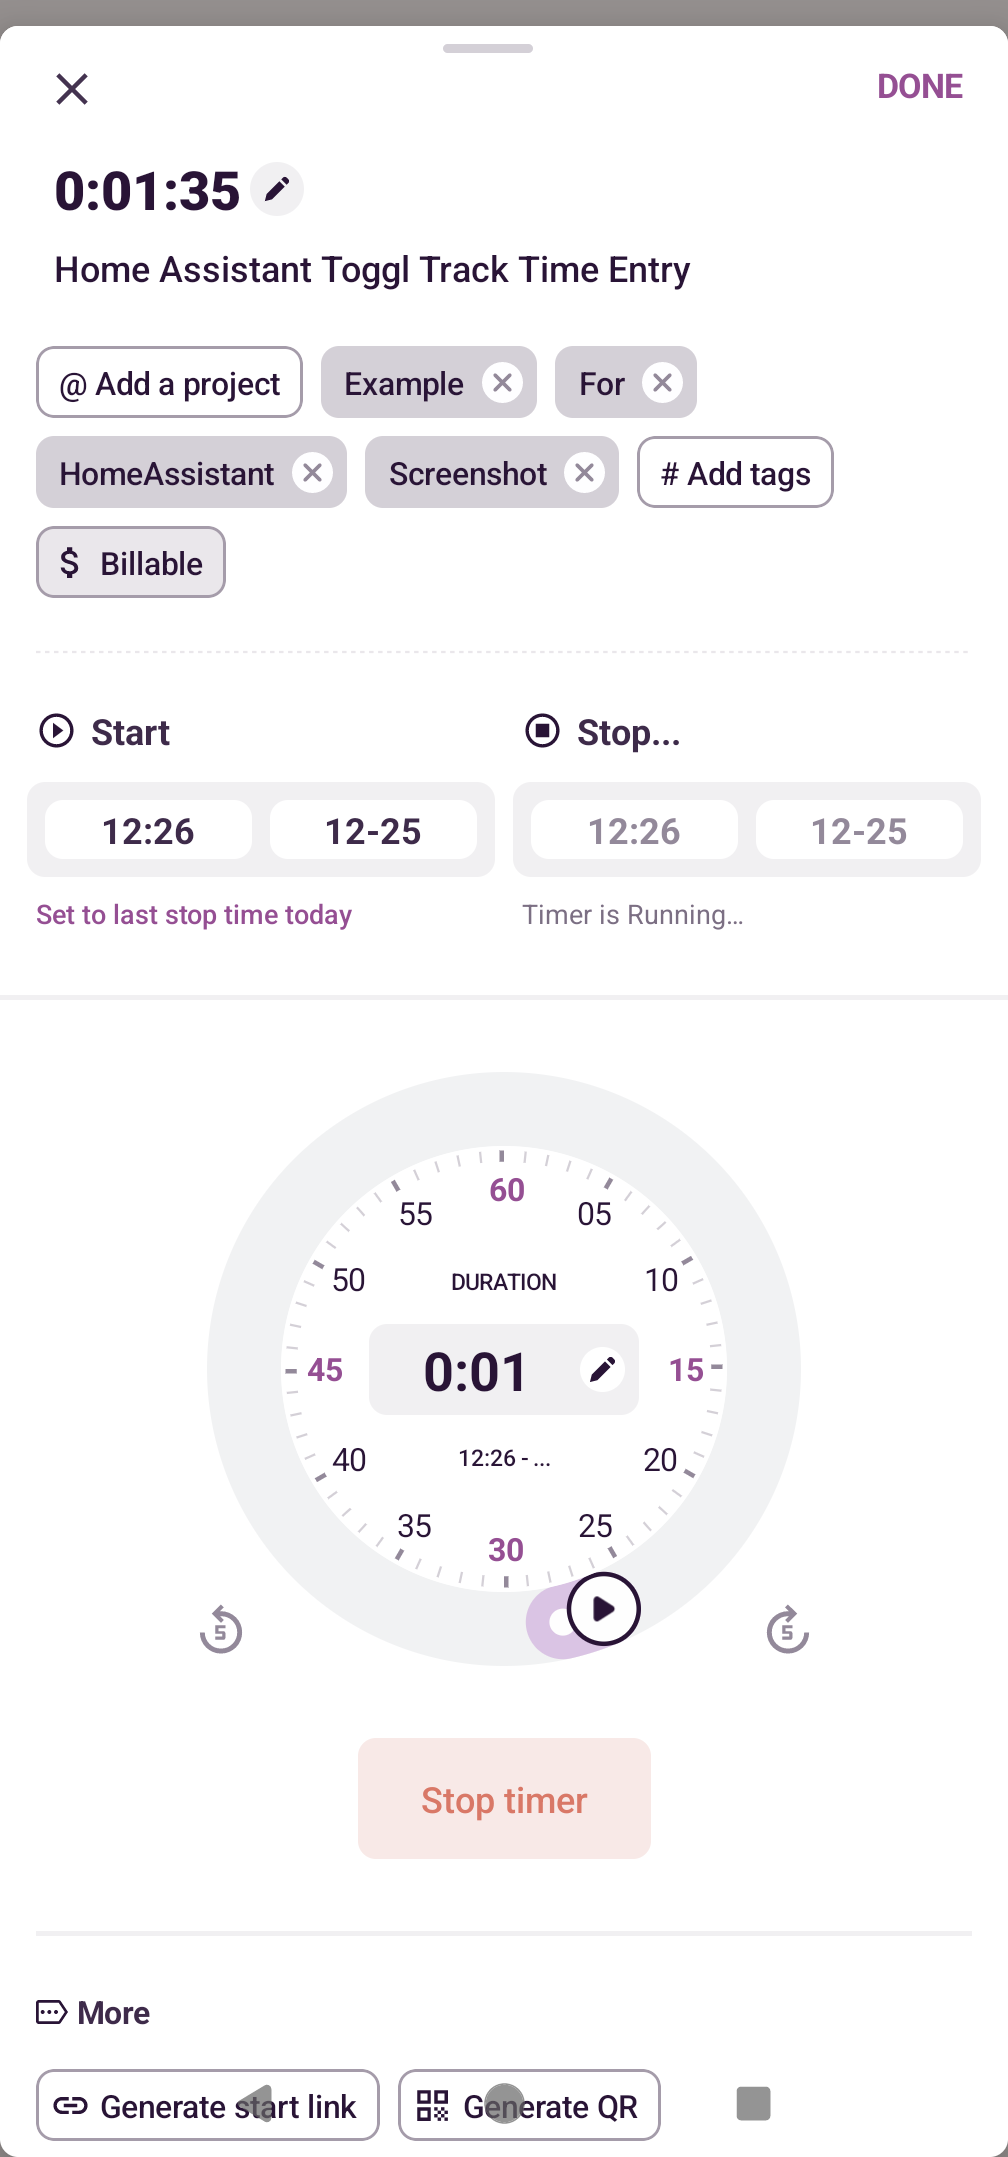 DONE
0:01:35
Home Assistant Toggl Track Time Entry
@ Add a project Example For
HomeAssistant Screenshot # Add tags
$ Billable
Start Stop...
12:26 12-25 12:26 12-25
Set to last stop time today Timer is Running...
60
55 05
50 DURATION 10
45 0:01 15
40 12:26 - ... 20
35 25
30
5 5
Stop timer
More
Generate start link Generate QR